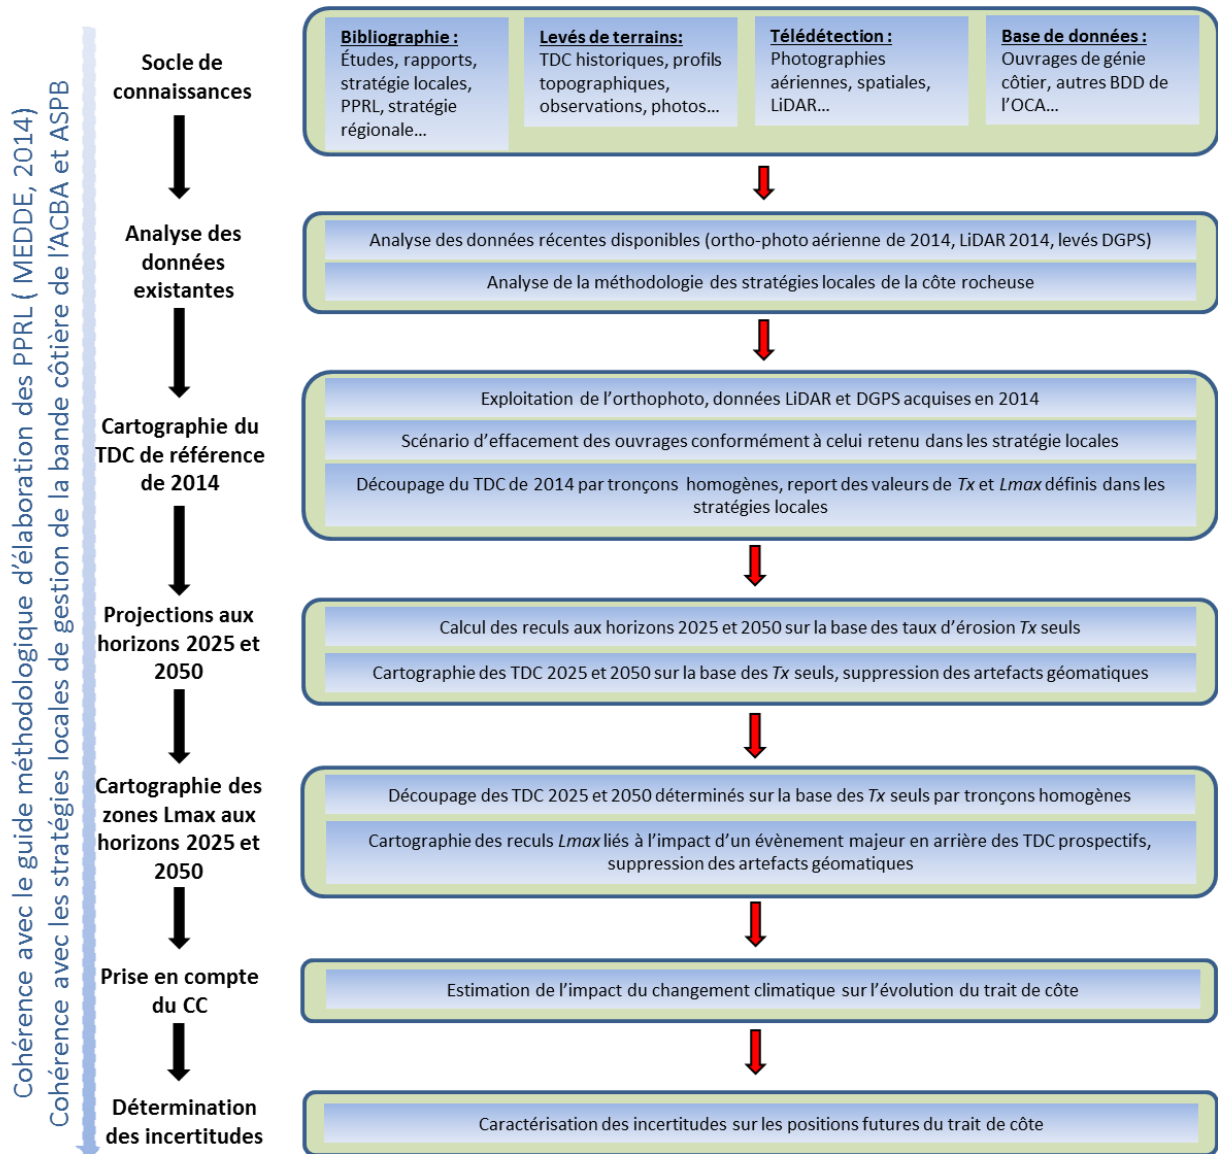 Cohérence avec le guide méthodologique d'élaboration des PPRL ( MEDDE, 2014)
Cohérence avec les stratégies locales de gestion de la bande côtière de l'ACBA et ASPB
Socle de
connaissances
Bibliographie :
Études, rapports,
stratégie locales,
PPRL, stratégie
régionale…
Levés de terrains:
TDC historiques, profils
topographiques,
observations, photos…
Télédétection :
Photographies
aériennes, spatiales,
LiDAR…
Base de données :
Ouvrages de génie
côtier, autres BDD de
l'OCA…
Analyse des
données
existantes
Analyse des données récentes disponibles (ortho-photo aérienne de 2014, LiDAR 2014, levés DGPS)
Analyse de la méthodologie des stratégies locales de la côte rocheuse
Cartographie du
TDC de référence
de 2014
Exploitation de l'orthophoto, données LiDAR et DGPS acquises en 2014
Scénario d'effacement des ouvrages conformément à celui retenu dans les stratégie locales
Découpage du TDC de 2014 par tronçons homogènes, report des valeurs de Tx et Lmax définis dans les
stratégies locales
Projections aux
horizons 2025 et
2050
Calcul des reculs aux horizons 2025 et 2050 sur la base des taux d'érosion Tx seuls
Cartographie des TDC 2025 et 2050 sur la base des Tx seuls, suppression des artefacts géomatiques
Cartographie des
zones Lmax aux
horizons 2025 et
2050
Découpage des TDC 2025 et 2050 déterminés sur la base des Tx seuls par tronçons homogènes
Cartographie des reculs Lmax liés à l'impact d'un évènement majeur en arrière des TDC prospectifs,
suppression des artefacts géomatiques
Prise en compte
du CC
Estimation de l'impact du changement climatique sur l'évolution du trait de côte
Détermination
des incertitudes
Caractérisation des incertitudes sur les positions futures du trait de côte